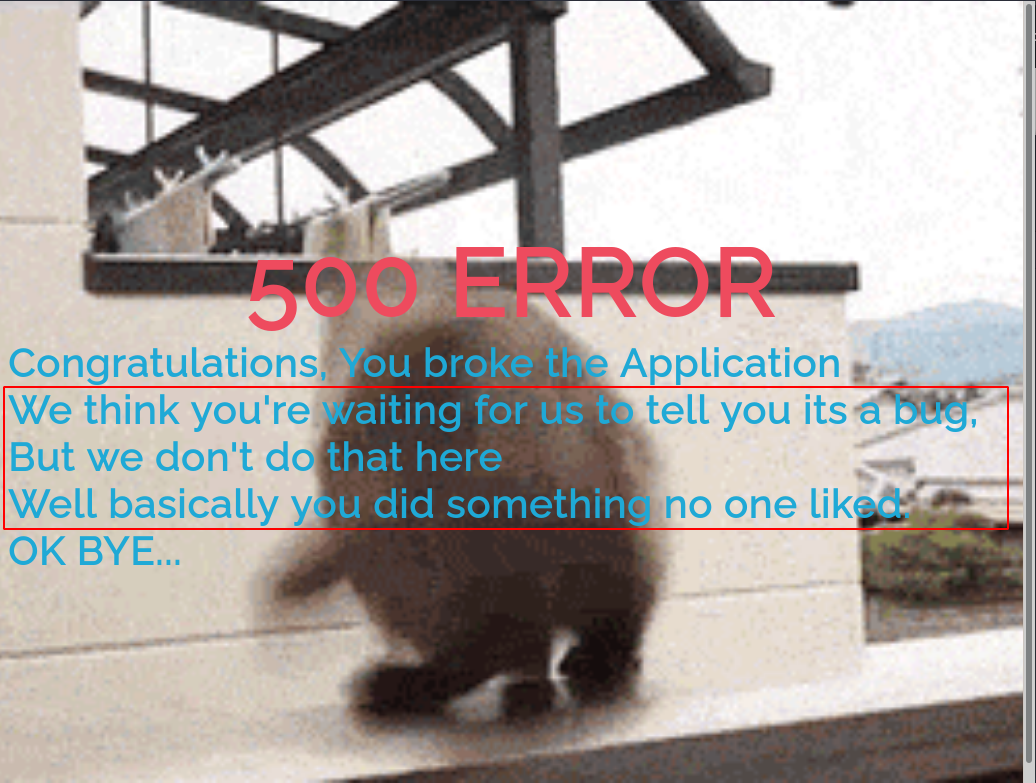 500 ERROR
Congratulations, You broke the Application
We think you're waiting for us to tell you its a bug,
But we don't do that here
Well basically you did something no one liked.
OK BYE...